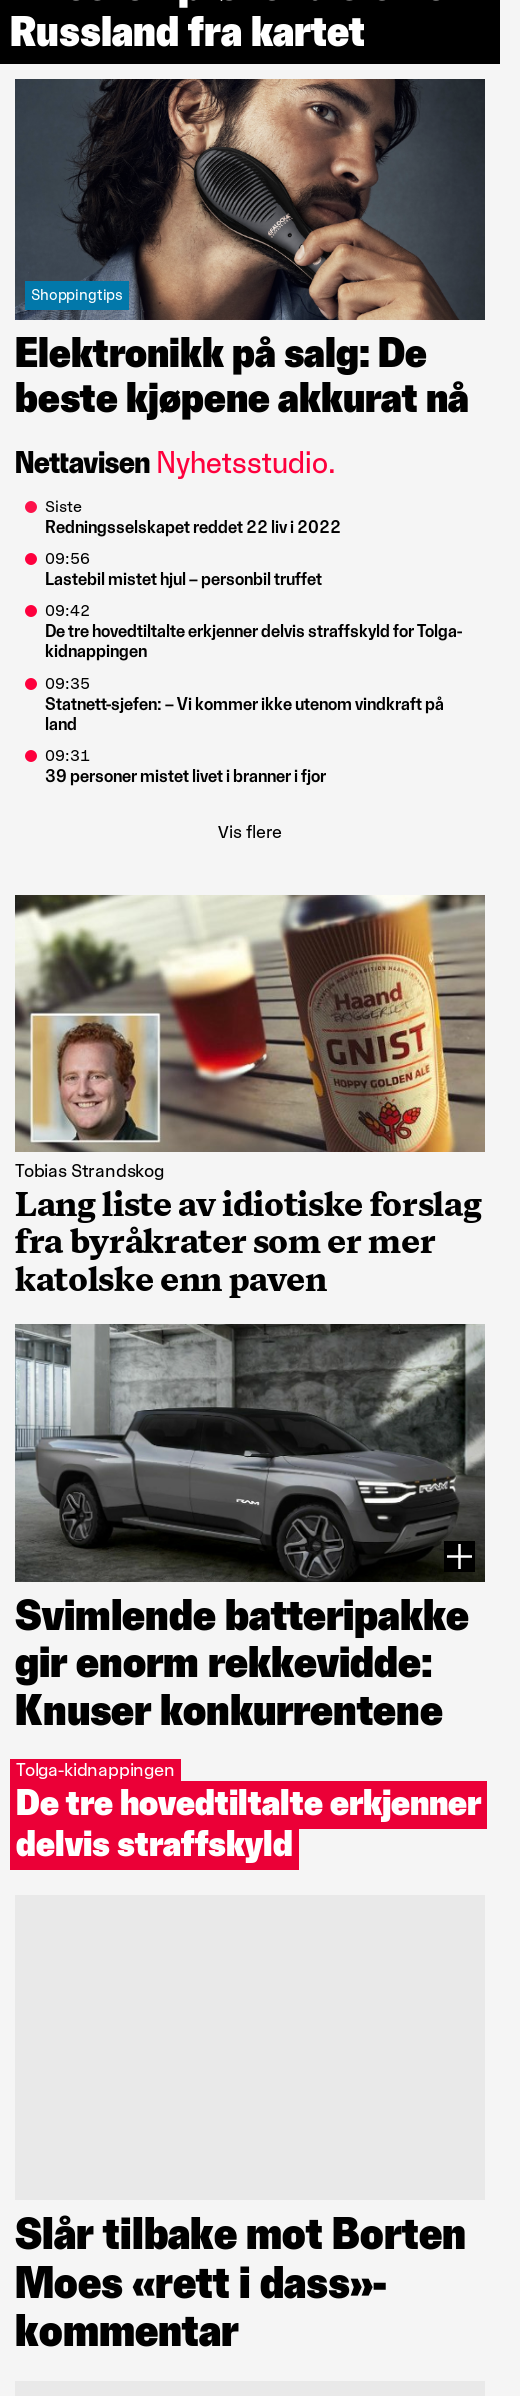 Russland fra kartet
Shoppingtips
Elektronikk på salg: De
beste kjøpene akkurat nå
Nettavisen Nyhetsstudio.
Siste
Redningsselskapet reddet 22 liv i 2022
09:56
Lastebil mistet hjul – personbil truffet
09:42
De tre hovedtiltalte erkjenner delvis straffskyld for Tolga-
kidnappingen
09:35
Statnett-sjefen: – Vi kommer ikke utenom vindkraft på
land
09:31
39 personer mistet livet i branner i fjor
Vis flere
Haand
BRYGGERIET
GNIST
HOPPY GOLDEN ALE
Tobias Strandskog
Lang liste av idiotiske forslag
fra byråkrater som er mer
katolske enn paven
RAM
RAM
Svimlende batteripakke
gir enorm rekkevidde:
Knuser konkurrentene
Tolga-kidnappingen
De tre hovedtiltalte erkjenner
delvis straffskyld
Slår tilbake mot Borten
Moes «rett i dass»-
kommentar